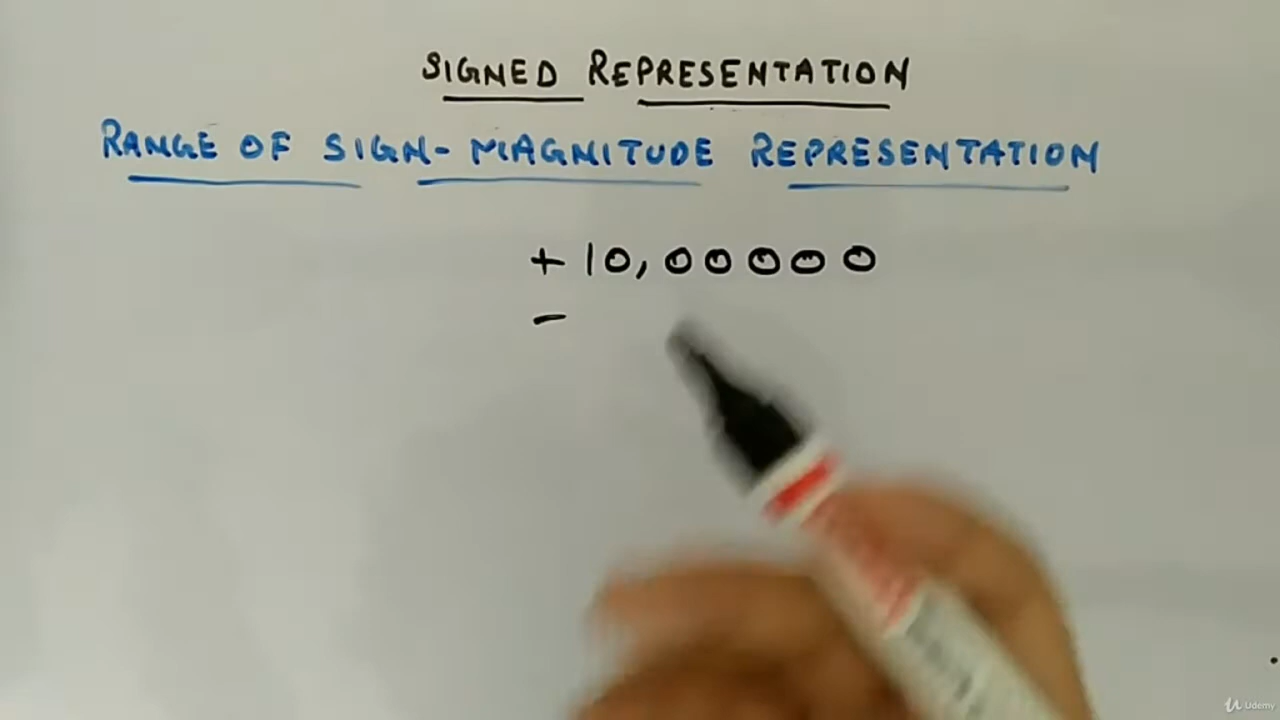 SIGNED REPRESENTATION
RANGE OF SIGN-MAGNITUDE REPRESENTATION
+10,00000
-
Udemy